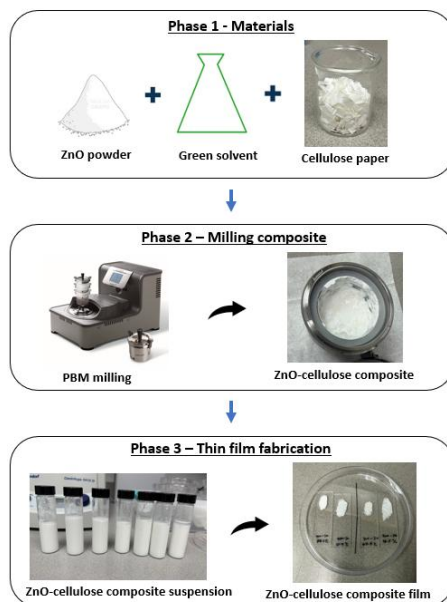 Phase 1 - Materials
ZnO powder
Green solvent
Cellulose paper
Phase 2 – Milling composite
PBM milling
ZnO-cellulose composite
Phase 3 – Thin film fabrication
ZnO-cellulose composite suspension
ZnO-cellulose composite film